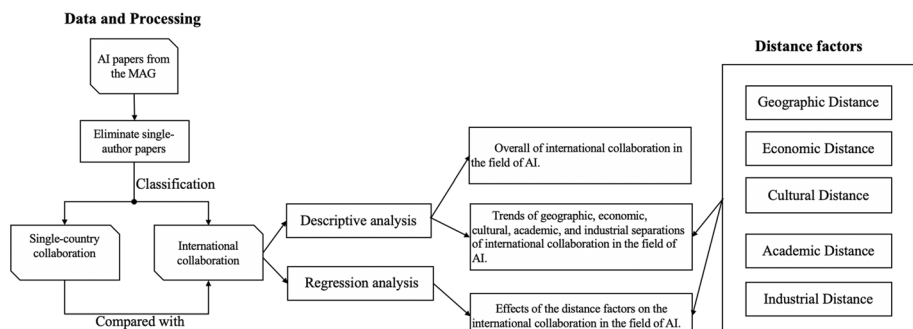 Data and Processing
AI papers from
the MAG
Eliminate single-
author papers
Classification
Single-country
collaboration
International
collaboration
Compared with
Descriptive analysis
Regression analysis
Overall of international collaboration in
the field of AI.
Trends of geographic, economic,
cultural, academic, and industrial separations
of international collaboration in the field of
AI.
Effects of the distance factors on the
international collaboration in the field of AI.
Distance factors
Geographic Distance
Economic Distance
Cultural Distance
Academic Distance
Industrial Distance